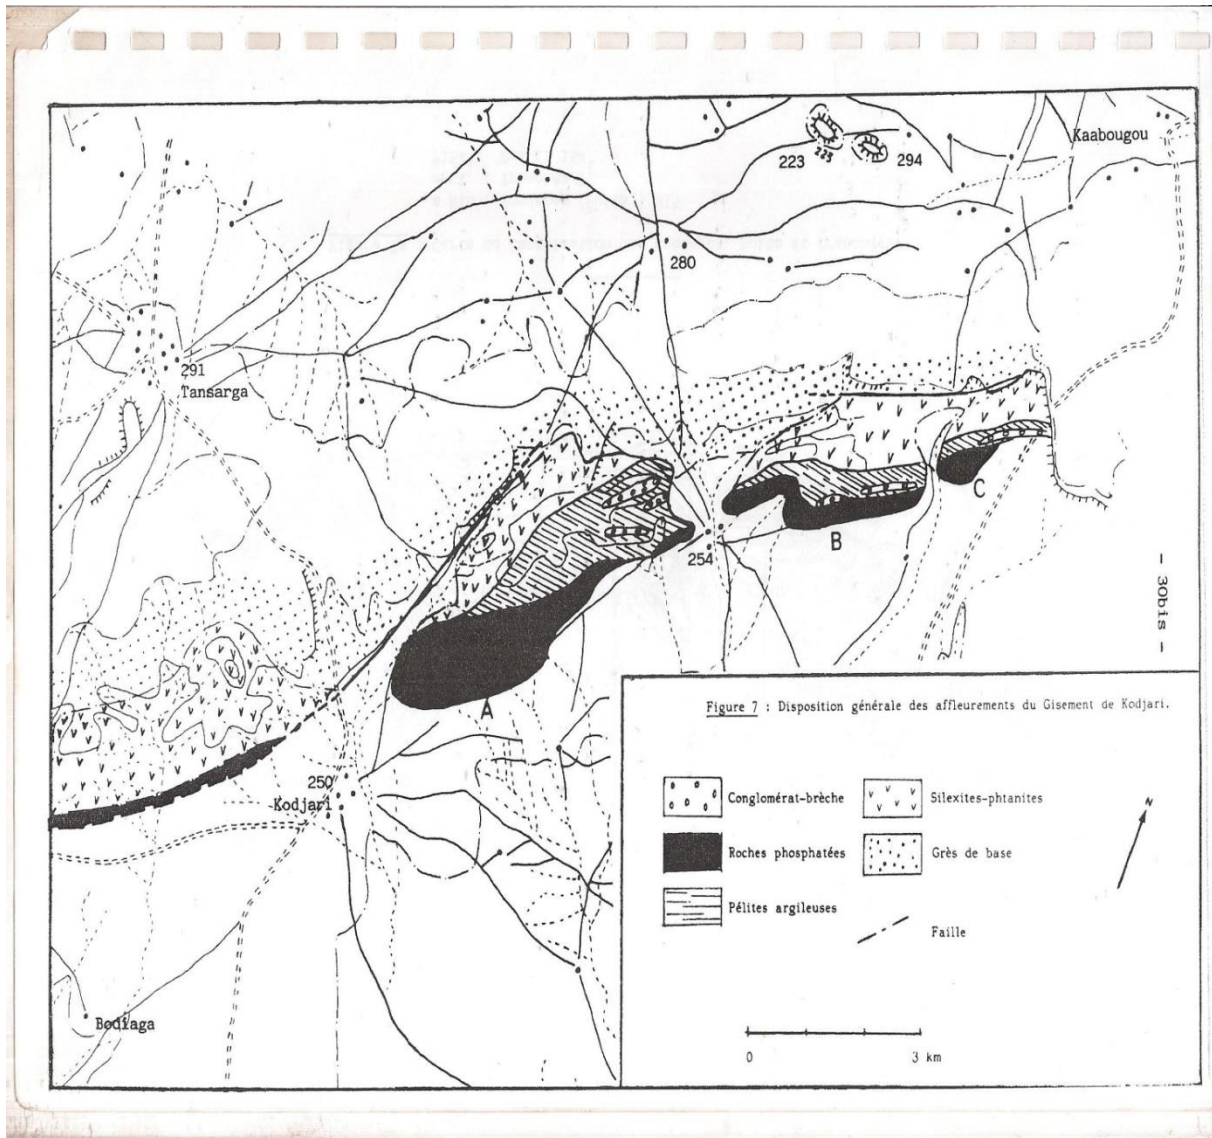 Kaabougou
223
225
294
280
291
Tansarga
A
B
C
254
250
Kodjari
Bodiaga
— 30bis —
Figure 7 : Disposition générale des affleurements du Gisement de Kodjari.
Conglomérat-brèche
Silexites-phtanites
Roches phosphatées
Grès de base
Pélites argileuses
Faille
N
0 3 km